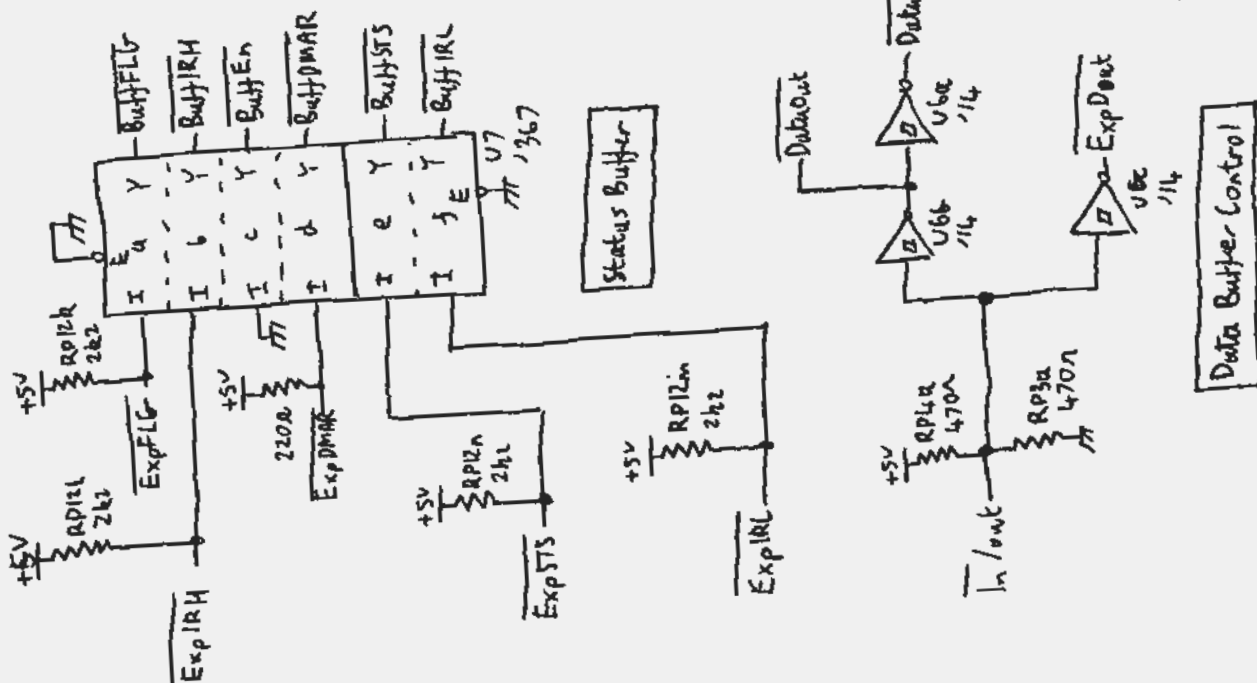 +5V
RP12l
2k2
ExpIRH
+5V
RP12k
2k2
ExpFLG
+5V
220Ω
ExpDMAR
+5V
RP12n
2k2
ExpSTS
+5V
RP12m
2k2
ExpIRL
E
I a Y
I b Y
I c Y
I d Y
I e Y
I f Y
E
BuffFLG
BuffIRH
BuffEn
BuffDMAR
BuffSTS
BuffIRL
U7
'367
Status Buffer
+5V
RP4a
470Ω
In/out
RP3a
470Ω
U6b
'14
DataOut
U6a
'14
U6c
'14
ExpDOut
Data Buffer Control